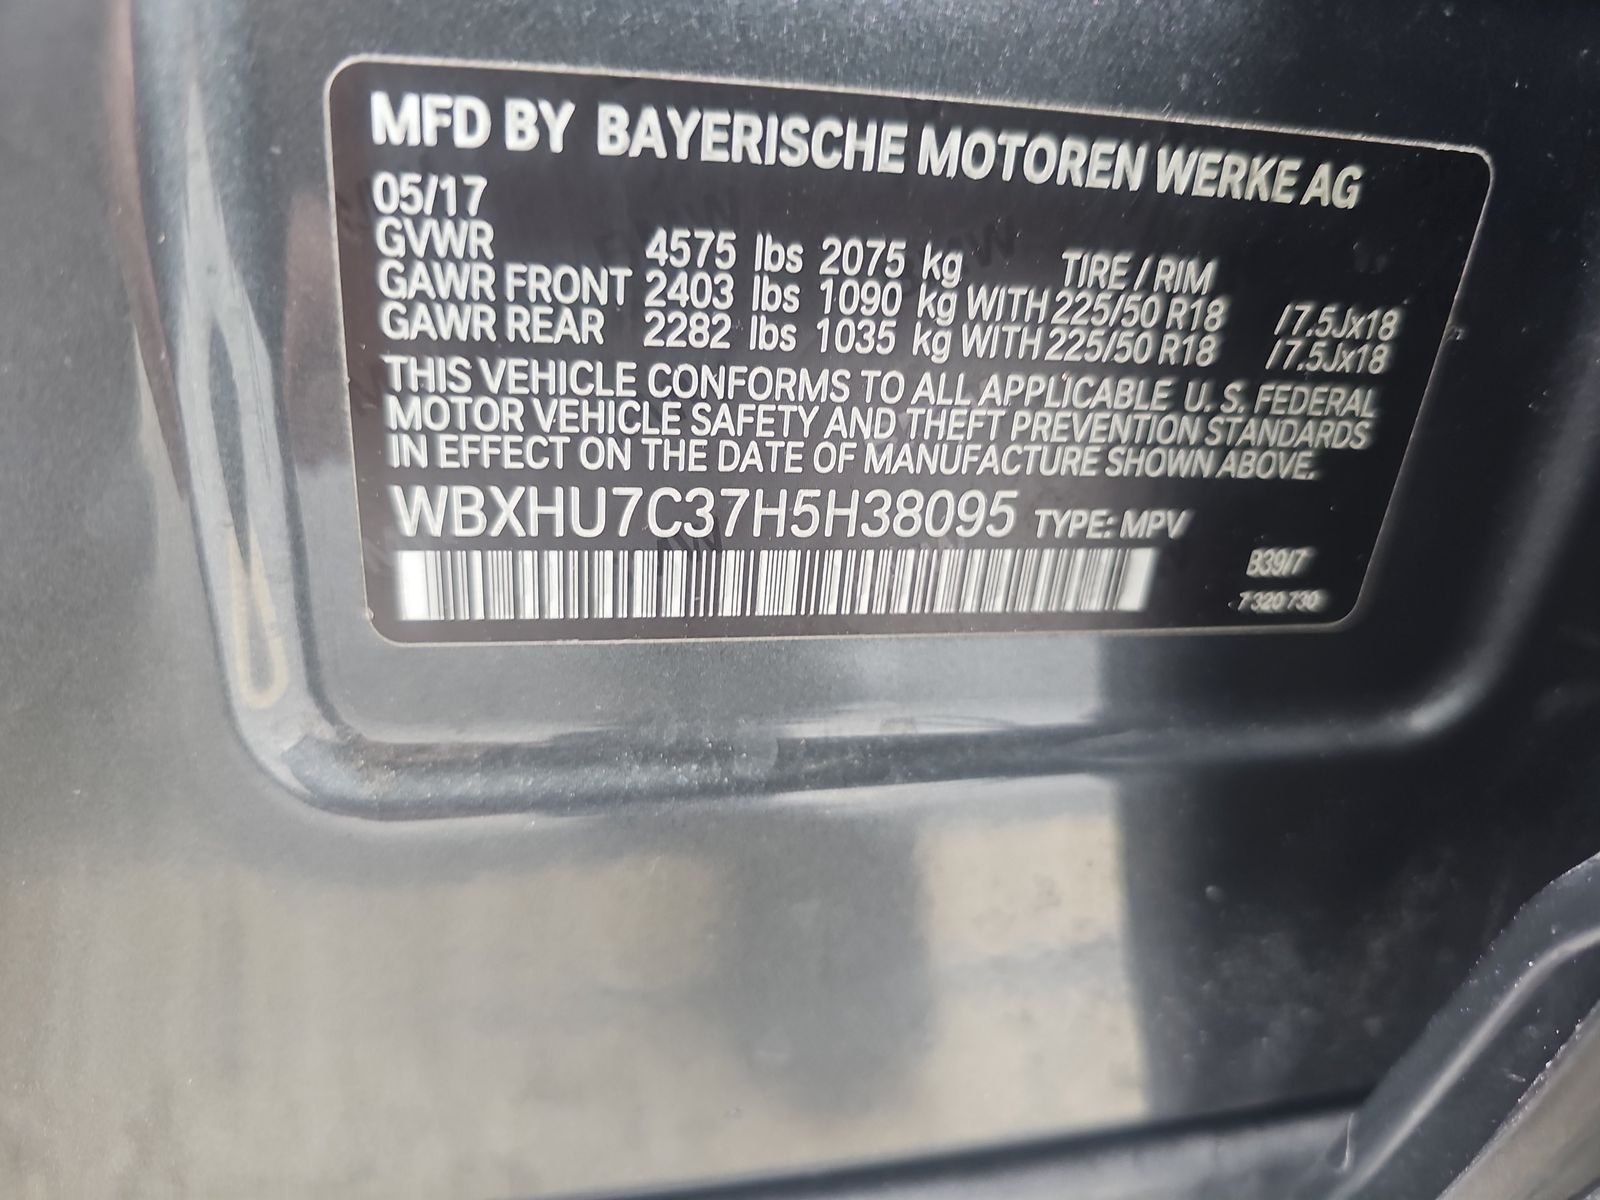 MFD BY BAYERISCHE MOTOREN WERKE AG
05/17
GVWR 4575 lbs 2075 kg TIRE / RIM
GAWR FRONT 2403 lbs 1090 kg WITH 225/50 R18 / 7.5Jx18
GAWR REAR 2282 lbs 1035 kg WITH 225/50 R18 / 7.5Jx18
THIS VEHICLE CONFORMS TO ALL APPLICABLE U. S. FEDERAL
MOTOR VEHICLE SAFETY AND THEFT PREVENTION STANDARDS
IN EFFECT ON THE DATE OF MANUFACTURE SHOWN ABOVE.
WBXHU7C37H5H38095 TYPE: MPV
B39/7
7 320 730